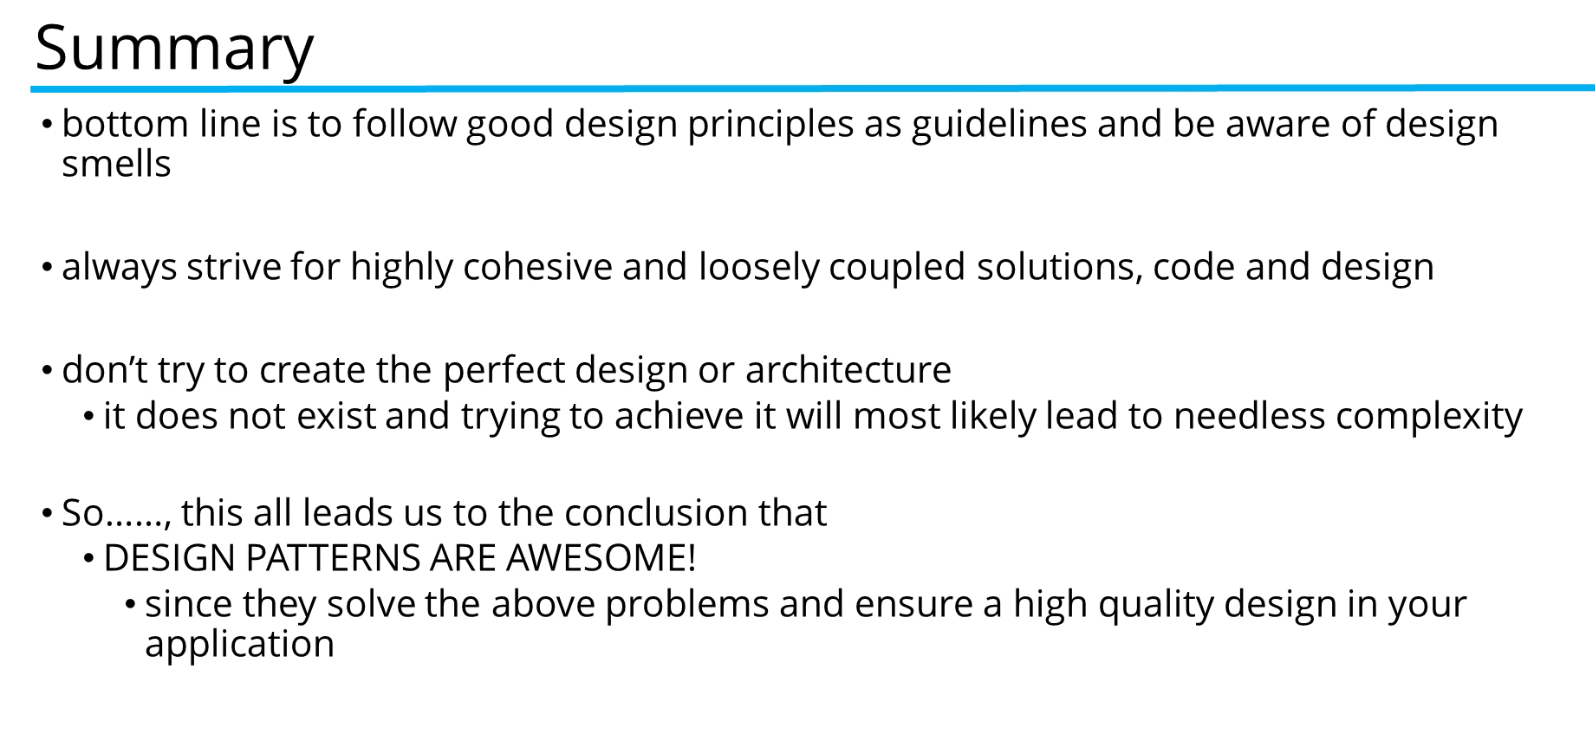 Summary
• bottom line is to follow good design principles as guidelines and be aware of design
smells
• always strive for highly cohesive and loosely coupled solutions, code and design
• don’t try to create the perfect design or architecture
• it does not exist and trying to achieve it will most likely lead to needless complexity
• So……, this all leads us to the conclusion that
• DESIGN PATTERNS ARE AWESOME!
• since they solve the above problems and ensure a high quality design in your
application